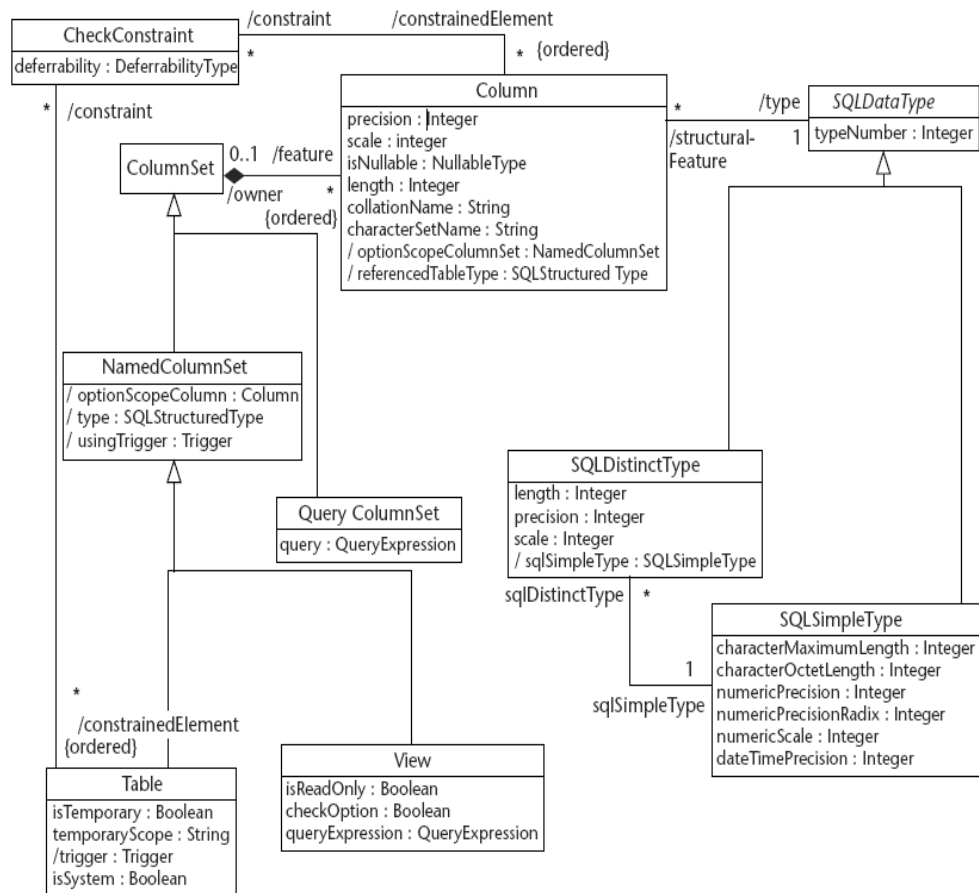 /constraint
/constrainedElement
CheckConstraint
deferrability : DeferrabilityType
*
*
{ordered}
*
/constraint
Column
precision : Integer
scale : integer
isNullable : NullableType
length : Integer
collationName : String
characterSetName : String
/ optionScopeColumnSet : NamedColumnSet
/ referencedTableType : SQLStructured Type
*
/type
/structural-
Feature
1
SQLDataType
typeNumber : Integer
ColumnSet
0..1
/feature
/owner
*
{ordered}
NamedColumnSet
/ optionScopeColumn : Column
/ type : SQLStructuredType
/ usingTrigger : Trigger
Query ColumnSet
query : QueryExpression
SQLDistinctType
length : Integer
precision : Integer
scale : Integer
/ sqlSimpleType : SQLSimpleType
sqlDistinctType
*
1
sqlSimpleType
SQLSimpleType
characterMaximumLength : Integer
characterOctetLength : Integer
numericPrecision : Integer
numericPrecisionRadix : Integer
numericScale : Integer
dateTimePrecision : Integer
*
/constrainedElement
{ordered}
Table
isTemporary : Boolean
temporaryScope : String
/trigger : Trigger
isSystem : Boolean
View
isReadOnly : Boolean
checkOption : Boolean
queryExpression : QueryExpression